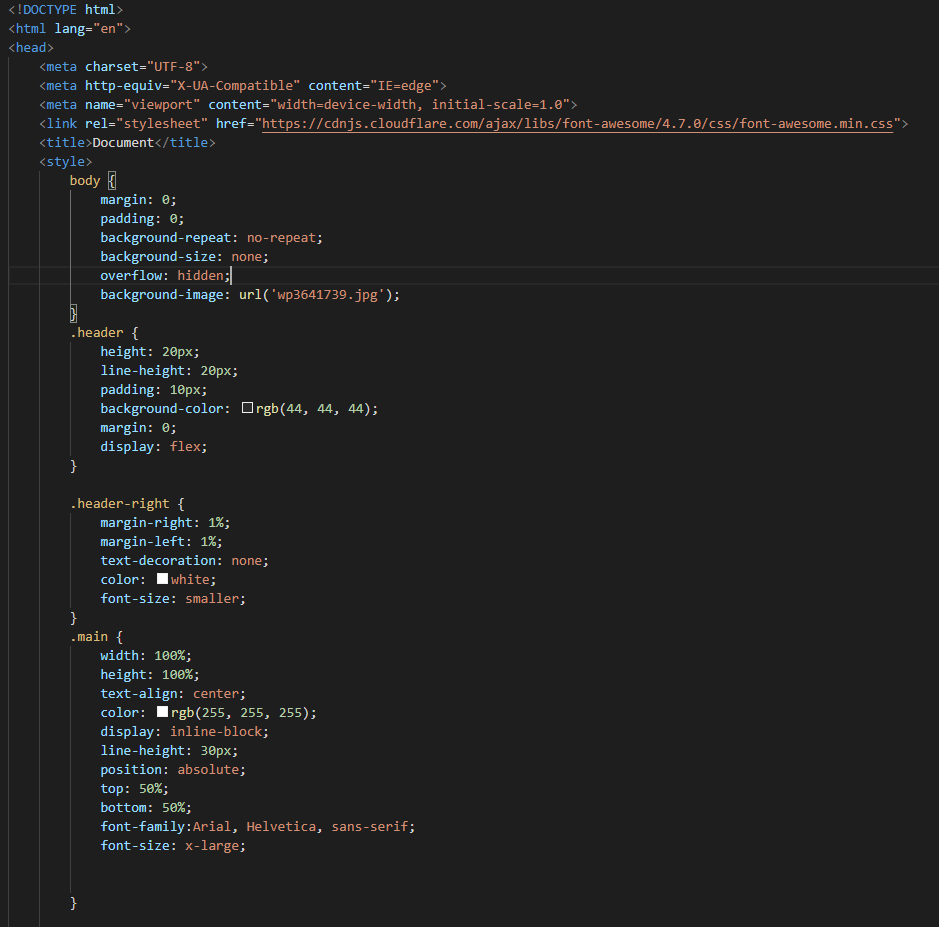 <!DOCTYPE html>
<html lang="en">
<head>
    <meta charset="UTF-8">
    <meta http-equiv="X-UA-Compatible" content="IE=edge">
    <meta name="viewport" content="width=device-width, initial-scale=1.0">
    <link rel="stylesheet" href="https://cdnjs.cloudflare.com/ajax/libs/font-awesome/4.7.0/css/font-awesome.min.css">
    <title>Document</title>
    <style>
        body {
            margin: 0;
            padding: 0;
            background-repeat: no-repeat;
            background-size: none;
            overflow: hidden;
            background-image: url('wp3641739.jpg');
        }
        .header {
            height: 20px;
            line-height: 20px;
            padding: 10px;
            background-color: rgb(44, 44, 44);
            margin: 0;
            display: flex;
        }

        .header-right {
            margin-right: 1%;
            margin-left: 1%;
            text-decoration: none;
            color: white;
            font-size: smaller;
        }
        .main {
            width: 100%;
            height: 100%;
            text-align: center;
            color: rgb(255, 255, 255);
            display: inline-block;
            line-height: 30px;
            position: absolute;
            top: 50%;
            bottom: 50%;
            font-family:Arial, Helvetica, sans-serif;
            font-size: x-large;


        }